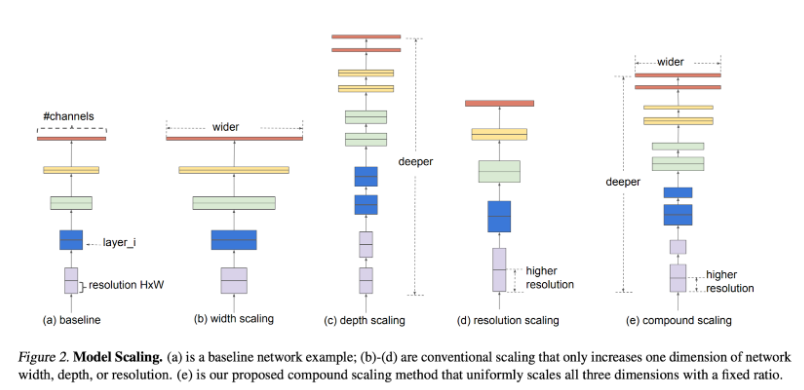 #channels
wider
deeper
wider
deeper
layer_i
resolution HxW
higher
resolution
higher
resolution
(a) baseline
(b) width scaling
(c) depth scaling
(d) resolution scaling
(e) compound scaling
Figure 2. Model Scaling. (a) is a baseline network example; (b)-(d) are conventional scaling that only increases one dimension of network
width, depth, or resolution. (e) is our proposed compound scaling method that uniformly scales all three dimensions with a fixed ratio.